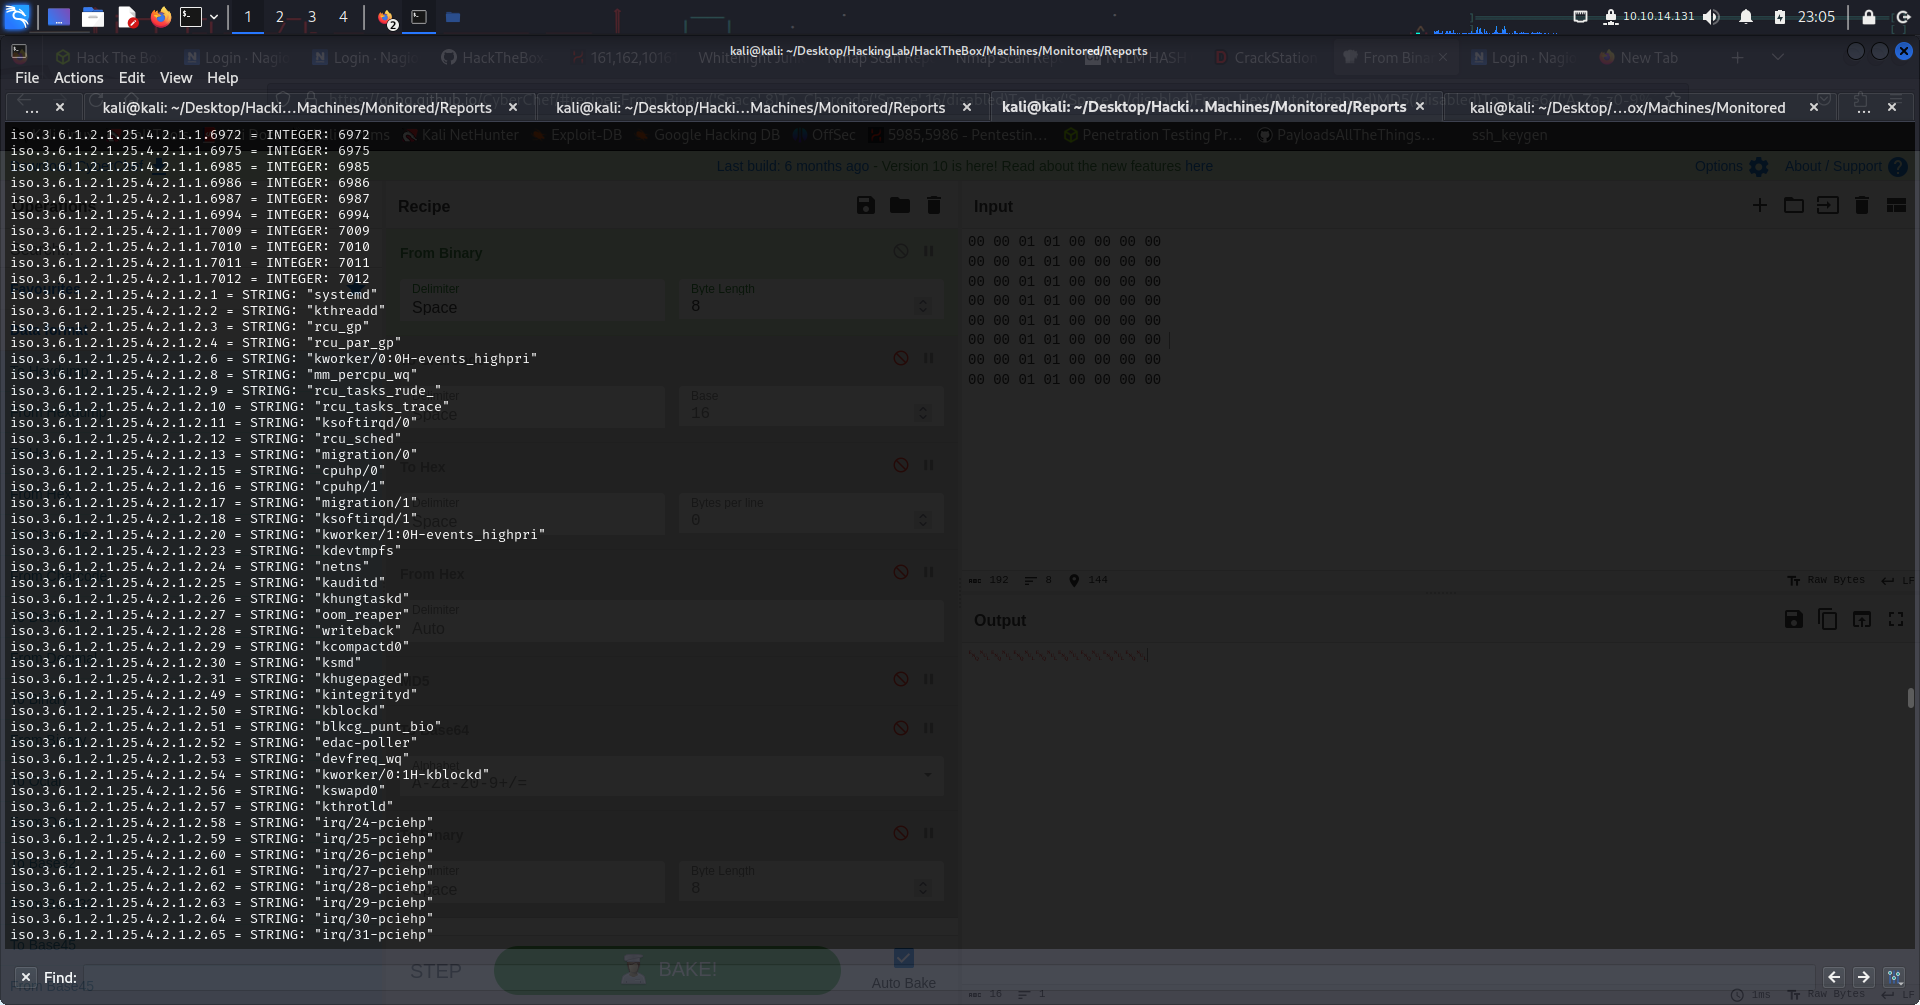 1 2 3 4 2 10.10.14.131 23:05
kali@kali: ~/Desktop/HackingLab/HackTheBox/Machines/Monitored/Reports
File Actions Edit View Help
... kali@kali: ~/Desktop/Hacki...Machines/Monitored/Reports kali@kali: ~/Desktop/Hacki...Machines/Monitored/Reports kali@kali: ~/Desktop/Hacki...Machines/Monitored/Reports kali@kali: ~/Desktop/Hacki...ox/Machines/Monitored ...
Kali NetHunter Exploit-DB Google Hacking DB OffSec 5985,5986 - Pentestin... Penetration Testing Pr... PayloadsAllTheThings... ssh_keygen
Last build: 6 months ago - Version 10 is here! Read about the new features here Options About / Support
iso.3.6.1.2.1.25.4.2.1.1.6972 = INTEGER: 6972
iso.3.6.1.2.1.25.4.2.1.1.6975 = INTEGER: 6975
iso.3.6.1.2.1.25.4.2.1.1.6985 = INTEGER: 6985
iso.3.6.1.2.1.25.4.2.1.1.6986 = INTEGER: 6986
iso.3.6.1.2.1.25.4.2.1.1.6987 = INTEGER: 6987
iso.3.6.1.2.1.25.4.2.1.1.6994 = INTEGER: 6994
iso.3.6.1.2.1.25.4.2.1.1.7009 = INTEGER: 7009
iso.3.6.1.2.1.25.4.2.1.1.7010 = INTEGER: 7010
iso.3.6.1.2.1.25.4.2.1.1.7011 = INTEGER: 7011
iso.3.6.1.2.1.25.4.2.1.1.7012 = INTEGER: 7012
iso.3.6.1.2.1.25.4.2.1.2.1 = STRING: "systemd"
iso.3.6.1.2.1.25.4.2.1.2.2 = STRING: "kthreadd"
iso.3.6.1.2.1.25.4.2.1.2.3 = STRING: "rcu_gp"
iso.3.6.1.2.1.25.4.2.1.2.4 = STRING: "rcu_par_gp"
iso.3.6.1.2.1.25.4.2.1.2.6 = STRING: "kworker/0:0H-events_highpri"
iso.3.6.1.2.1.25.4.2.1.2.8 = STRING: "mm_percpu_wq"
iso.3.6.1.2.1.25.4.2.1.2.9 = STRING: "rcu_tasks_rude_"
iso.3.6.1.2.1.25.4.2.1.2.10 = STRING: "rcu_tasks_trace"
iso.3.6.1.2.1.25.4.2.1.2.11 = STRING: "ksoftirqd/0"
iso.3.6.1.2.1.25.4.2.1.2.12 = STRING: "rcu_sched"
iso.3.6.1.2.1.25.4.2.1.2.13 = STRING: "migration/0"
iso.3.6.1.2.1.25.4.2.1.2.15 = STRING: "cpuhp/0"
iso.3.6.1.2.1.25.4.2.1.2.16 = STRING: "cpuhp/1"
iso.3.6.1.2.1.25.4.2.1.2.17 = STRING: "migration/1"
iso.3.6.1.2.1.25.4.2.1.2.18 = STRING: "ksoftirqd/1"
iso.3.6.1.2.1.25.4.2.1.2.20 = STRING: "kworker/1:0H-events_highpri"
iso.3.6.1.2.1.25.4.2.1.2.23 = STRING: "kdevtmpfs"
iso.3.6.1.2.1.25.4.2.1.2.24 = STRING: "netns"
iso.3.6.1.2.1.25.4.2.1.2.25 = STRING: "kauditd"
iso.3.6.1.2.1.25.4.2.1.2.26 = STRING: "khungtaskd"
iso.3.6.1.2.1.25.4.2.1.2.27 = STRING: "oom_reaper"
iso.3.6.1.2.1.25.4.2.1.2.28 = STRING: "writeback"
iso.3.6.1.2.1.25.4.2.1.2.29 = STRING: "kcompactd0"
iso.3.6.1.2.1.25.4.2.1.2.30 = STRING: "ksmd"
iso.3.6.1.2.1.25.4.2.1.2.31 = STRING: "khugepaged"
iso.3.6.1.2.1.25.4.2.1.2.49 = STRING: "kintegrityd"
iso.3.6.1.2.1.25.4.2.1.2.50 = STRING: "kblockd"
iso.3.6.1.2.1.25.4.2.1.2.51 = STRING: "blkcg_punt_bio"
iso.3.6.1.2.1.25.4.2.1.2.52 = STRING: "edac-poller"
iso.3.6.1.2.1.25.4.2.1.2.53 = STRING: "devfreq_wq"
iso.3.6.1.2.1.25.4.2.1.2.54 = STRING: "kworker/0:1H-kblockd"
iso.3.6.1.2.1.25.4.2.1.2.56 = STRING: "kswapd0"
iso.3.6.1.2.1.25.4.2.1.2.57 = STRING: "kthrotld"
iso.3.6.1.2.1.25.4.2.1.2.58 = STRING: "irq/24-pciehp"
iso.3.6.1.2.1.25.4.2.1.2.59 = STRING: "irq/25-pciehp"
iso.3.6.1.2.1.25.4.2.1.2.60 = STRING: "irq/26-pciehp"
iso.3.6.1.2.1.25.4.2.1.2.61 = STRING: "irq/27-pciehp"
iso.3.6.1.2.1.25.4.2.1.2.62 = STRING: "irq/28-pciehp"
iso.3.6.1.2.1.25.4.2.1.2.63 = STRING: "irq/29-pciehp"
iso.3.6.1.2.1.25.4.2.1.2.64 = STRING: "irq/30-pciehp"
iso.3.6.1.2.1.25.4.2.1.2.65 = STRING: "irq/31-pciehp"
Recipe
From Binary
Delimiter Byte Length
Space 8
Base
16
To Hex
Delimiter Bytes per line
Space 0
From Hex
Delimiter
Auto
Byte Length
8
STEP BAKE! Auto Bake
Input
00 00 01 01 00 00 00 00
00 00 01 01 00 00 00 00
00 00 01 01 00 00 00 00
00 00 01 01 00 00 00 00
00 00 01 01 00 00 00 00
00 00 01 01 00 00 00 00
00 00 01 01 00 00 00 00
00 00 01 01 00 00 00 00
192 8 144 Raw Bytes LF
Output
16 1 1ms Raw Bytes LF
Find: